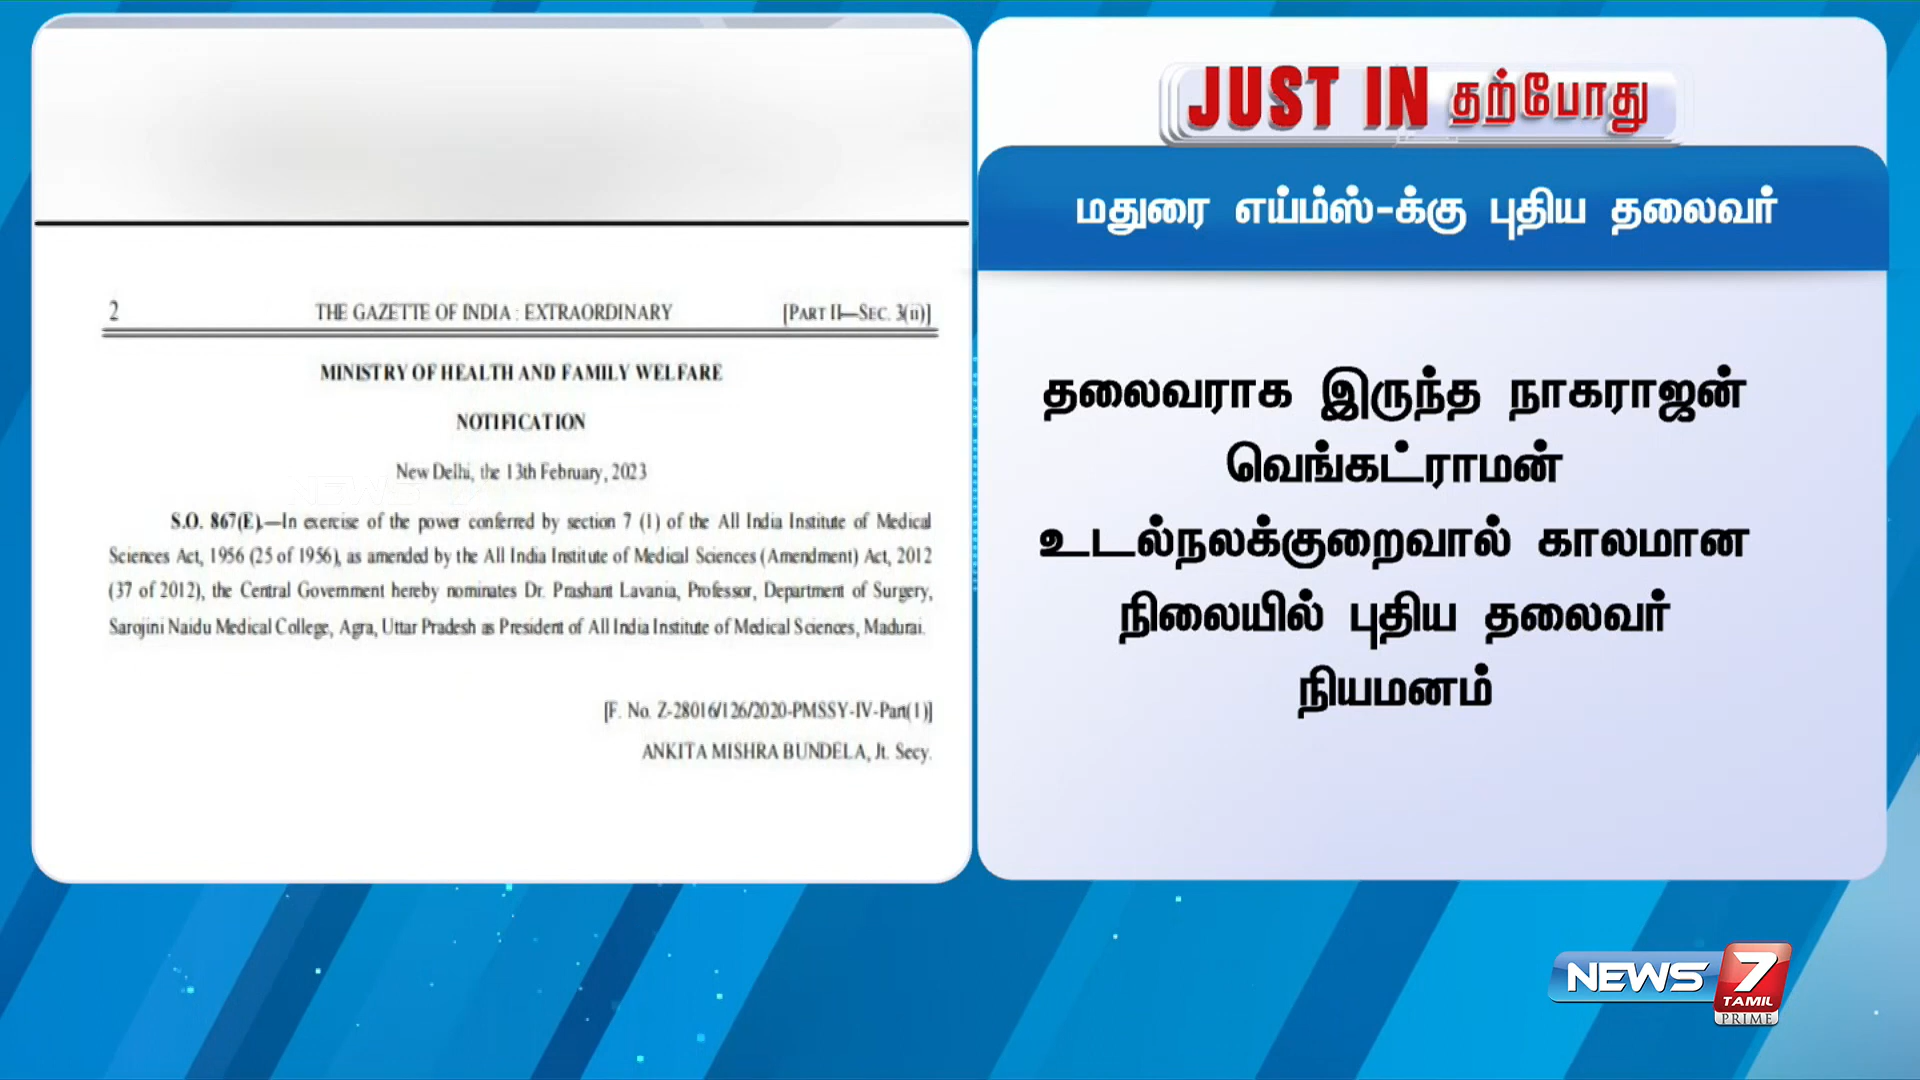 2 THE GAZETTE OF INDIA : EXTRAORDINARY [PART II—SEC. 3(ii)]
MINISTRY OF HEALTH AND FAMILY WELFARE
NOTIFICATION
New Delhi, the 13th February, 2023
S.O. 867(E).—In exercise of the power conferred by section 7 (1) of the All India Institute of Medical
Sciences Act, 1956 (25 of 1956), as amended by the All India Institute of Medical Sciences (Amendment) Act, 2012
(37 of 2012), the Central Government hereby nominates Dr. Prashant Lavania, Professor, Department of Surgery,
Sarojini Naidu Medical College, Agra, Uttar Pradesh as President of All India Institute of Medical Sciences, Madurai.
[F. No. Z-28016/126/2020-PMSSY-IV-Part(1)]
ANKITA MISHRA BUNDELA, Jt. Secy.
JUST IN தற்போது
மதுரை எய்ம்ஸ்-க்கு புதிய தலைவர்
தலைவராக இருந்த நாகராஜன்
வெங்கட்ராமன்
உடல்நலக்குறைவால் காலமான
நிலையில் புதிய தலைவர்
நியமனம்
NEWS 7
TAMIL
PRIME